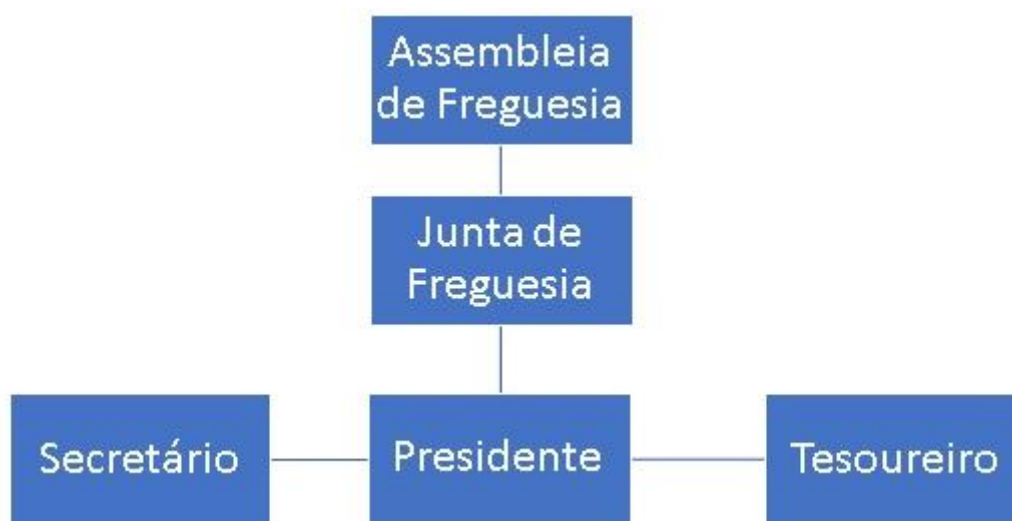 Assembleia
de Freguesia
Junta de
Freguesia
Secretário
Presidente
Tesoureiro